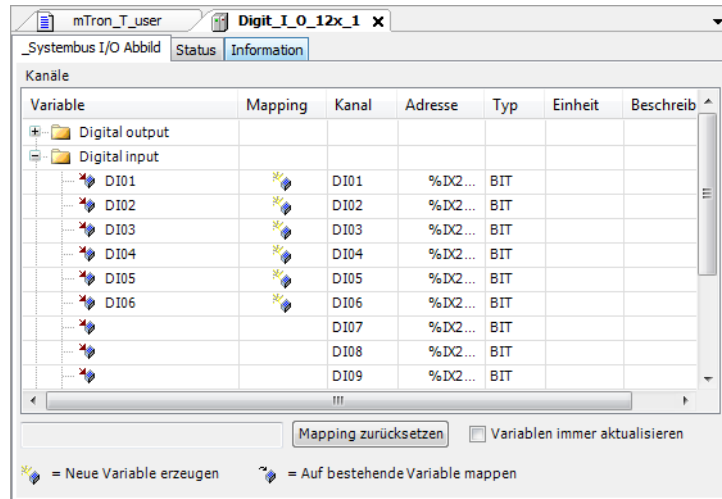 mTron_T_user Digit_I_O_12x_1 x
_Systembus I/O Abbild Status Information
Kanäle
Variable Mapping Kanal Adresse Typ Einheit Beschreib
Digital output
Digital input
DI01 DI01 %IX2... BIT
DI02 DI02 %IX2... BIT
DI03 DI03 %IX2... BIT
DI04 DI04 %IX2... BIT
DI05 DI05 %IX2... BIT
DI06 DI06 %IX2... BIT
DI07 %IX2... BIT
DI08 %IX2... BIT
DI09 %IX2... BIT
Mapping zurücksetzen Variablen immer aktualisieren
= Neue Variable erzeugen = Auf bestehende Variable mappen